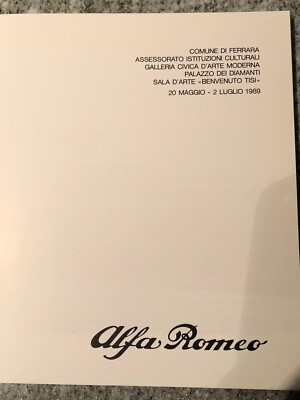 COMUNE DI FERRARA
ASSESSORATO ISTITUZIONI CULTURALI
GALLERIA CIVICA D'ARTE MODERNA
PALAZZO DEI DIAMANTI
SALA D'ARTE «BENVENUTO TISI»
20 MAGGIO - 2 LUGLIO 1989
Alfa Romeo